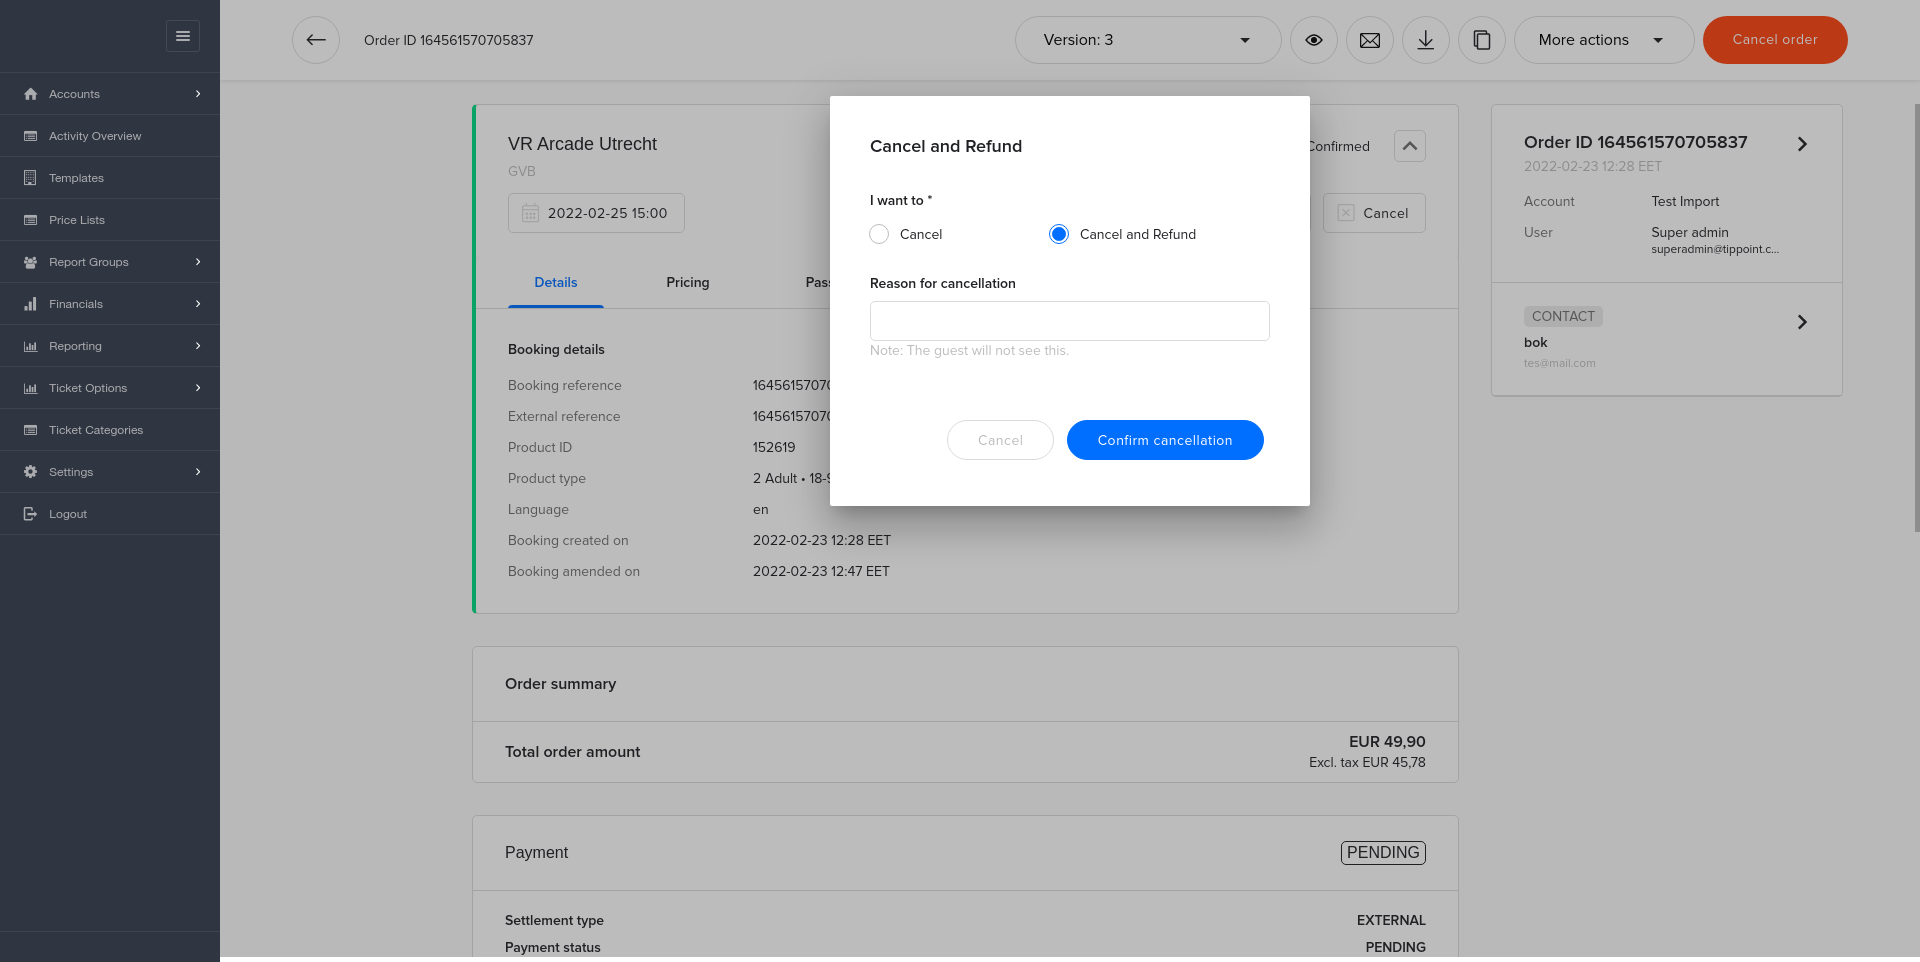 Order ID 164561570705837
Version: 3
More actions
Cancel order
Accounts
Activity Overview
Templates
Price Lists
Report Groups
Financials
Reporting
Ticket Options
Ticket Categories
Settings
Logout
VR Arcade Utrecht
GVB
2022-02-25 15:00
Confirmed
Cancel
Details
Pricing
Pass
Booking details
Booking reference 1645615707
External reference 1645615707
Product ID 152619
Product type 2 Adult • 18-9
Language en
Booking created on 2022-02-23 12:28 EET
Booking amended on 2022-02-23 12:47 EET
Cancel and Refund
I want to *
Cancel
Cancel and Refund
Reason for cancellation
Note: The guest will not see this.
Cancel
Confirm cancellation
Order summary
Total order amount
EUR 49,90
Excl. tax EUR 45,78
Payment
PENDING
Settlement type EXTERNAL
Payment status PENDING
Order ID 164561570705837
2022-02-23 12:28 EET
Account Test Import
User Super admin
superadmin@tippoint.c...
CONTACT
bok
tes@mail.com